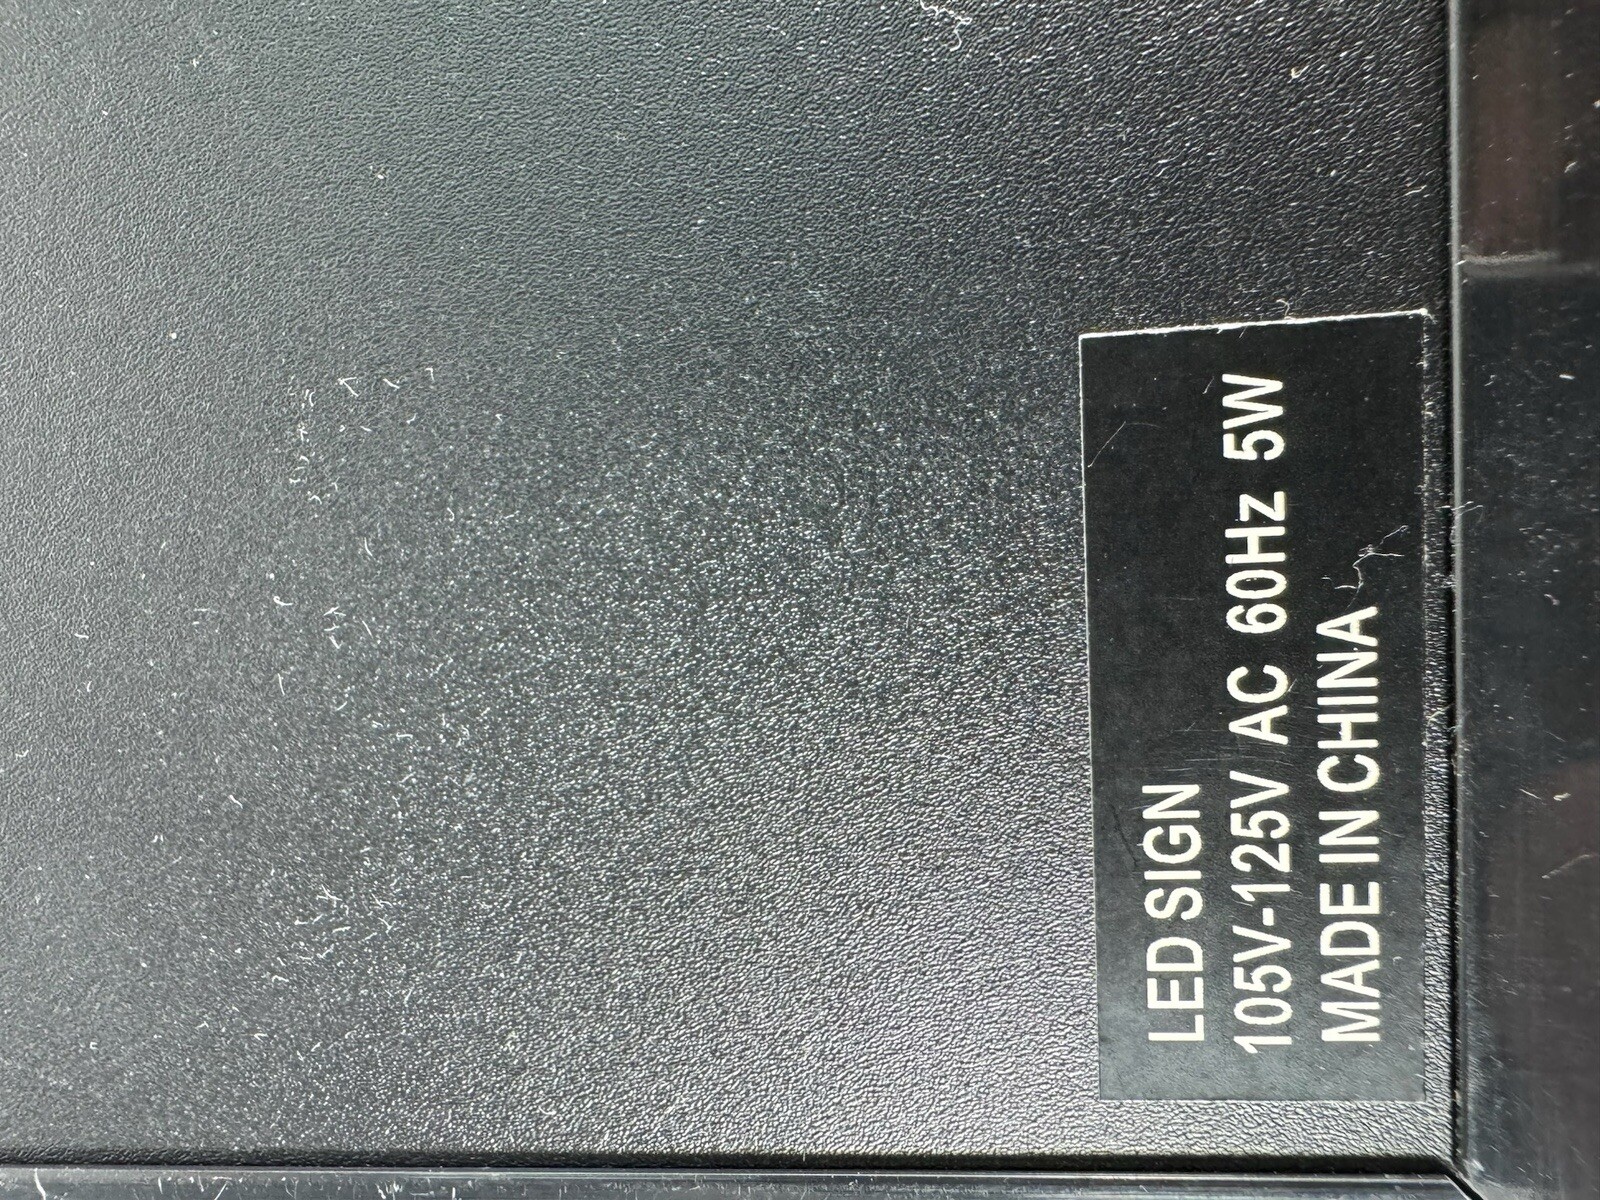 LED SIGN
105V-125V AC 60Hz 5W
MADE IN CHINA